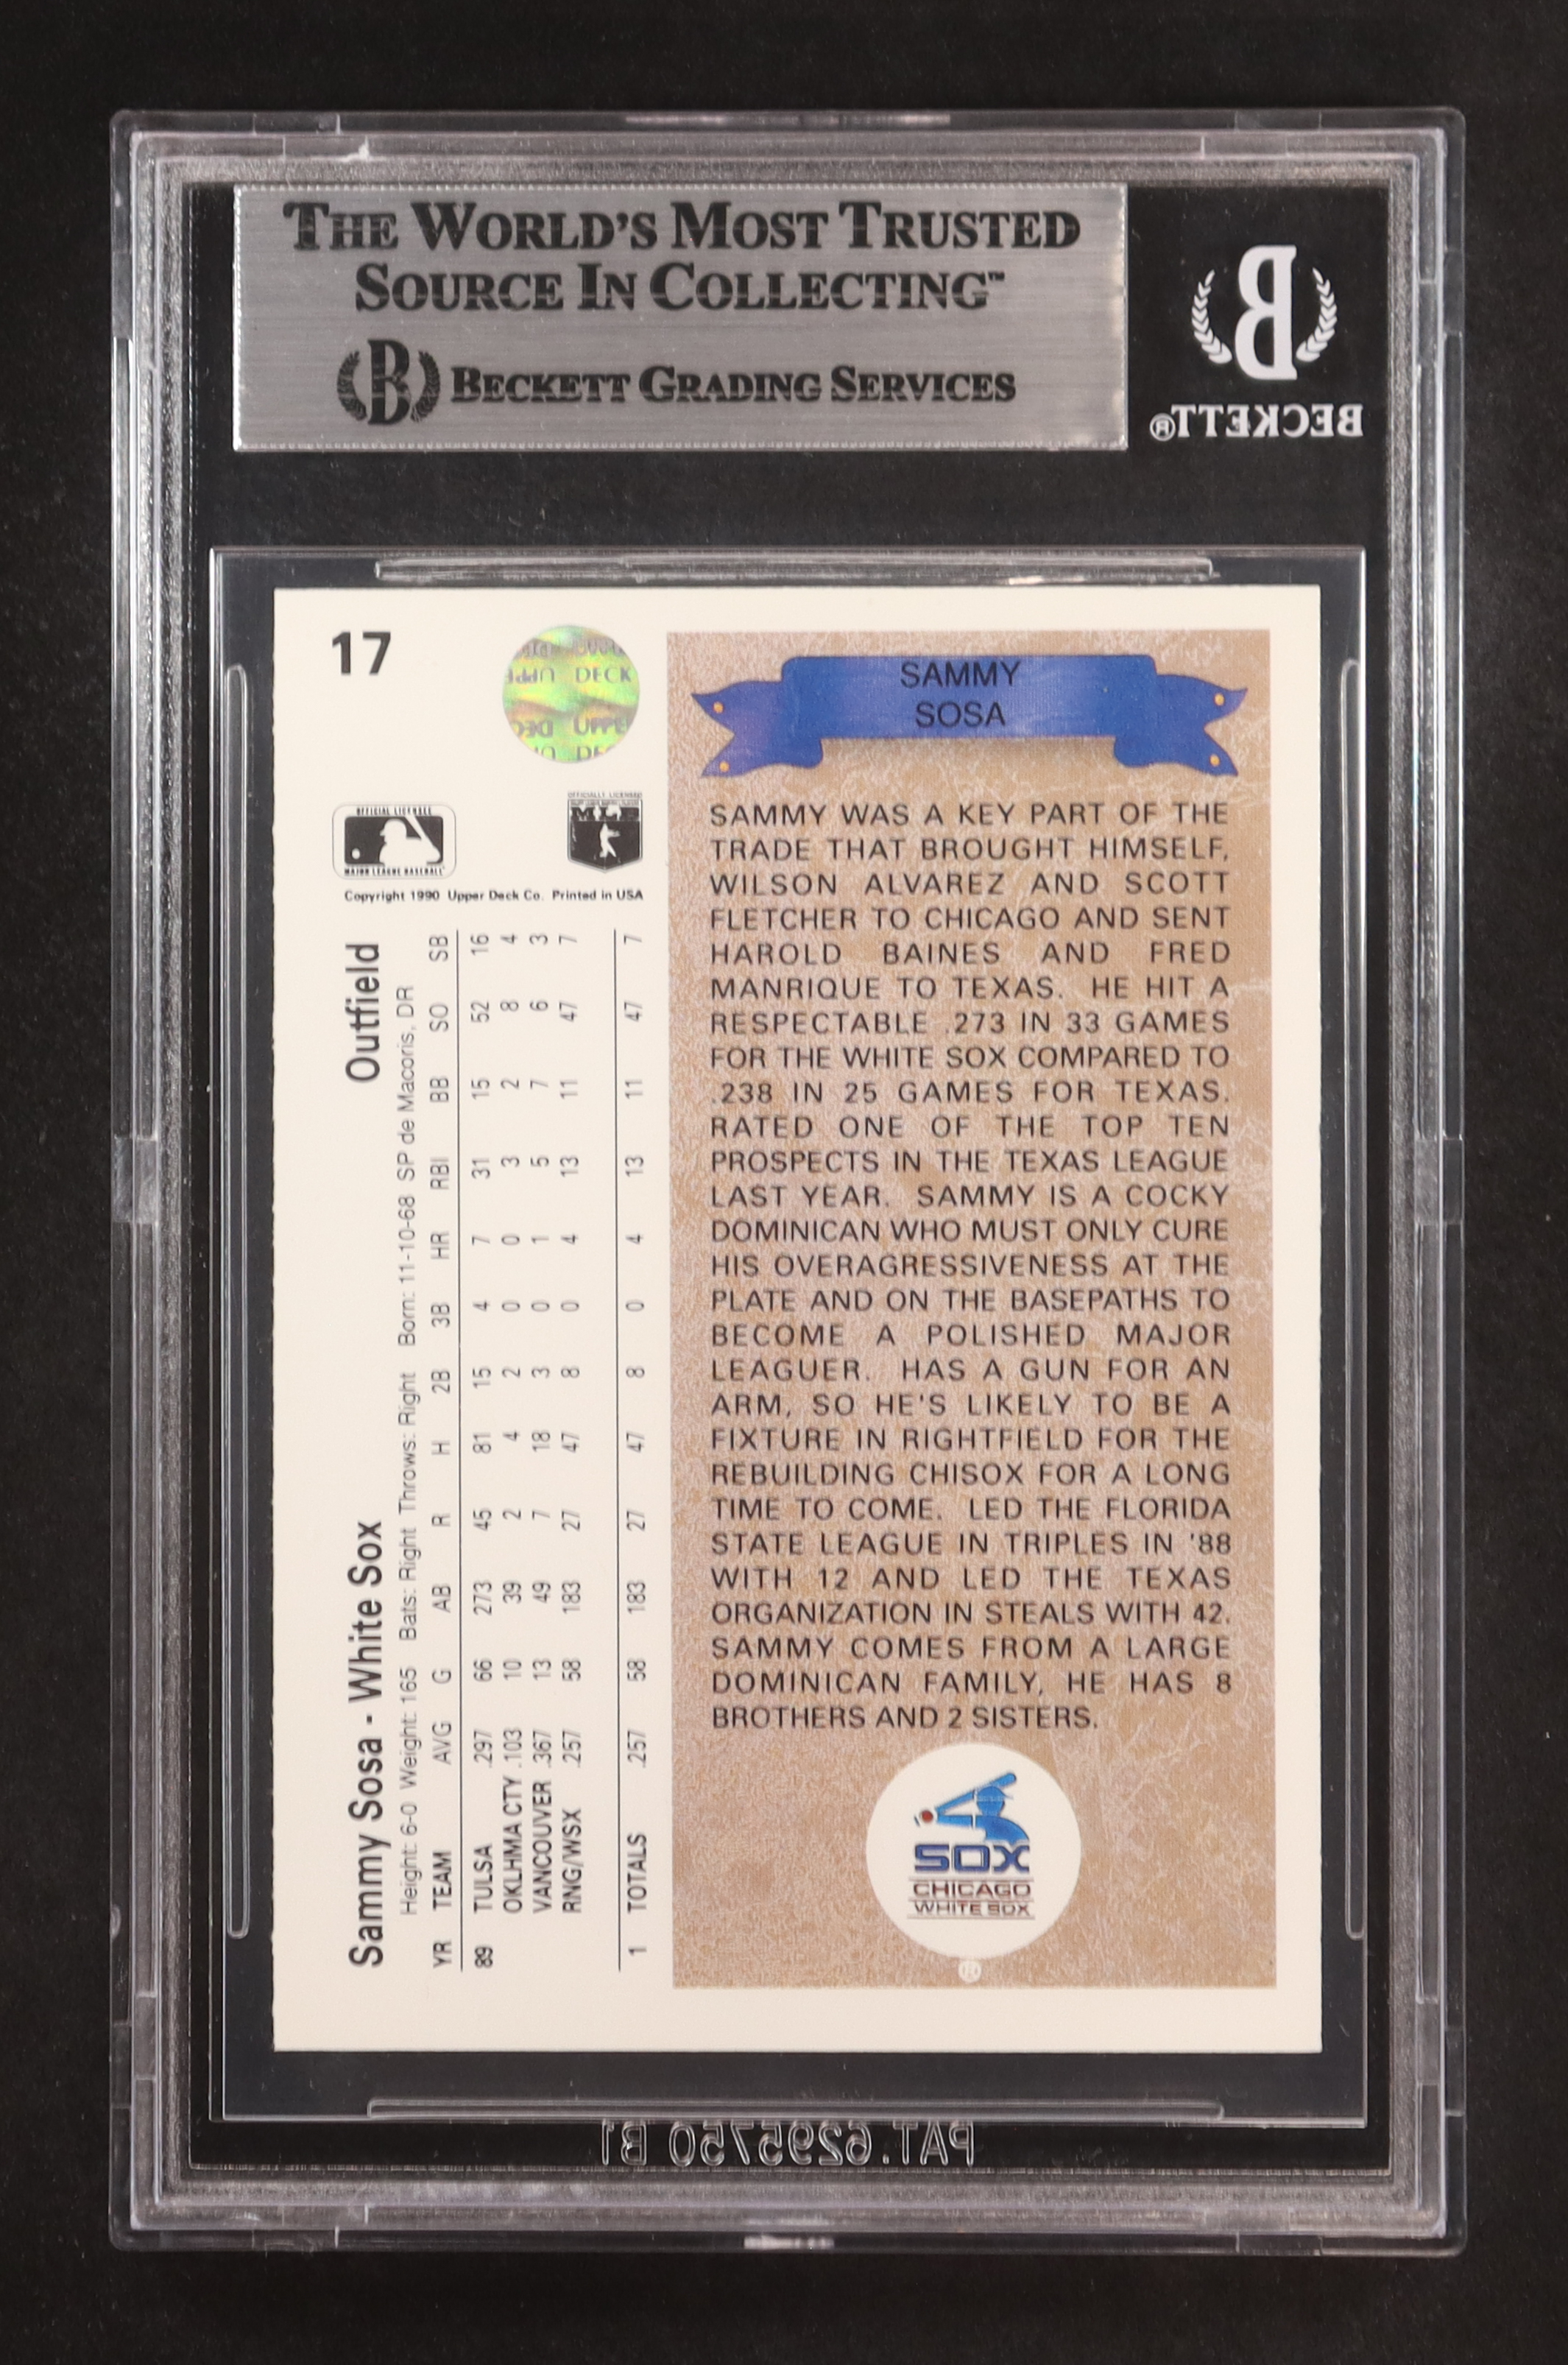 THE WORLD'S MOST TRUSTED
SOURCE IN COLLECTING™
B BECKETT GRADING SERVICES
B
BECKETT®
17
UPPER DECK
OFFICIAL LICENSEE
MAJOR LEAGUE BASEBALL
OFFICIALLY LICENSED
Copyright 1990 Upper Deck Co. Printed in USA
Sammy Sosa - White Sox Outfield
Height: 6-0 Weight: 165 Bats: Right Throws: Right Born: 11-10-68 SP de Macoris, DR
YR TEAM AVG G AB R H 2B 3B HR RBI BB SO SB
89 TULSA .297 66 273 45 81 15 4 7 31 15 52 16
OKLHMA CTY .103 10 39 2 4 2 0 0 3 2 8 4
VANCOUVER .367 13 49 7 18 3 0 1 5 7 6 3
RNG/WSX .257 58 183 27 47 8 0 4 13 11 47 7
1 TOTALS .257 58 183 27 47 8 0 4 13 11 47 7
SAMMY
SOSA
SAMMY WAS A KEY PART OF THE
TRADE THAT BROUGHT HIMSELF,
WILSON ALVAREZ AND SCOTT
FLETCHER TO CHICAGO AND SENT
HAROLD BAINES AND FRED
MANRIQUE TO TEXAS. HE HIT A
RESPECTABLE .273 IN 33 GAMES
FOR THE WHITE SOX COMPARED TO
.238 IN 25 GAMES FOR TEXAS.
RATED ONE OF THE TOP TEN
PROSPECTS IN THE TEXAS LEAGUE
LAST YEAR. SAMMY IS A COCKY
DOMINICAN WHO MUST ONLY CURE
HIS OVERAGRESSIVENESS AT THE
PLATE AND ON THE BASEPATHS TO
BECOME A POLISHED MAJOR
LEAGUER. HAS A GUN FOR AN
ARM, SO HE'S LIKELY TO BE A
FIXTURE IN RIGHTFIELD FOR THE
REBUILDING CHISOX FOR A LONG
TIME TO COME. LED THE FLORIDA
STATE LEAGUE IN TRIPLES IN '88
WITH 12 AND LED THE TEXAS
ORGANIZATION IN STEALS WITH 42.
SAMMY COMES FROM A LARGE
DOMINICAN FAMILY, HE HAS 8
BROTHERS AND 2 SISTERS.
SOX
CHICAGO
WHITE SOX
PAT.6295750 B1